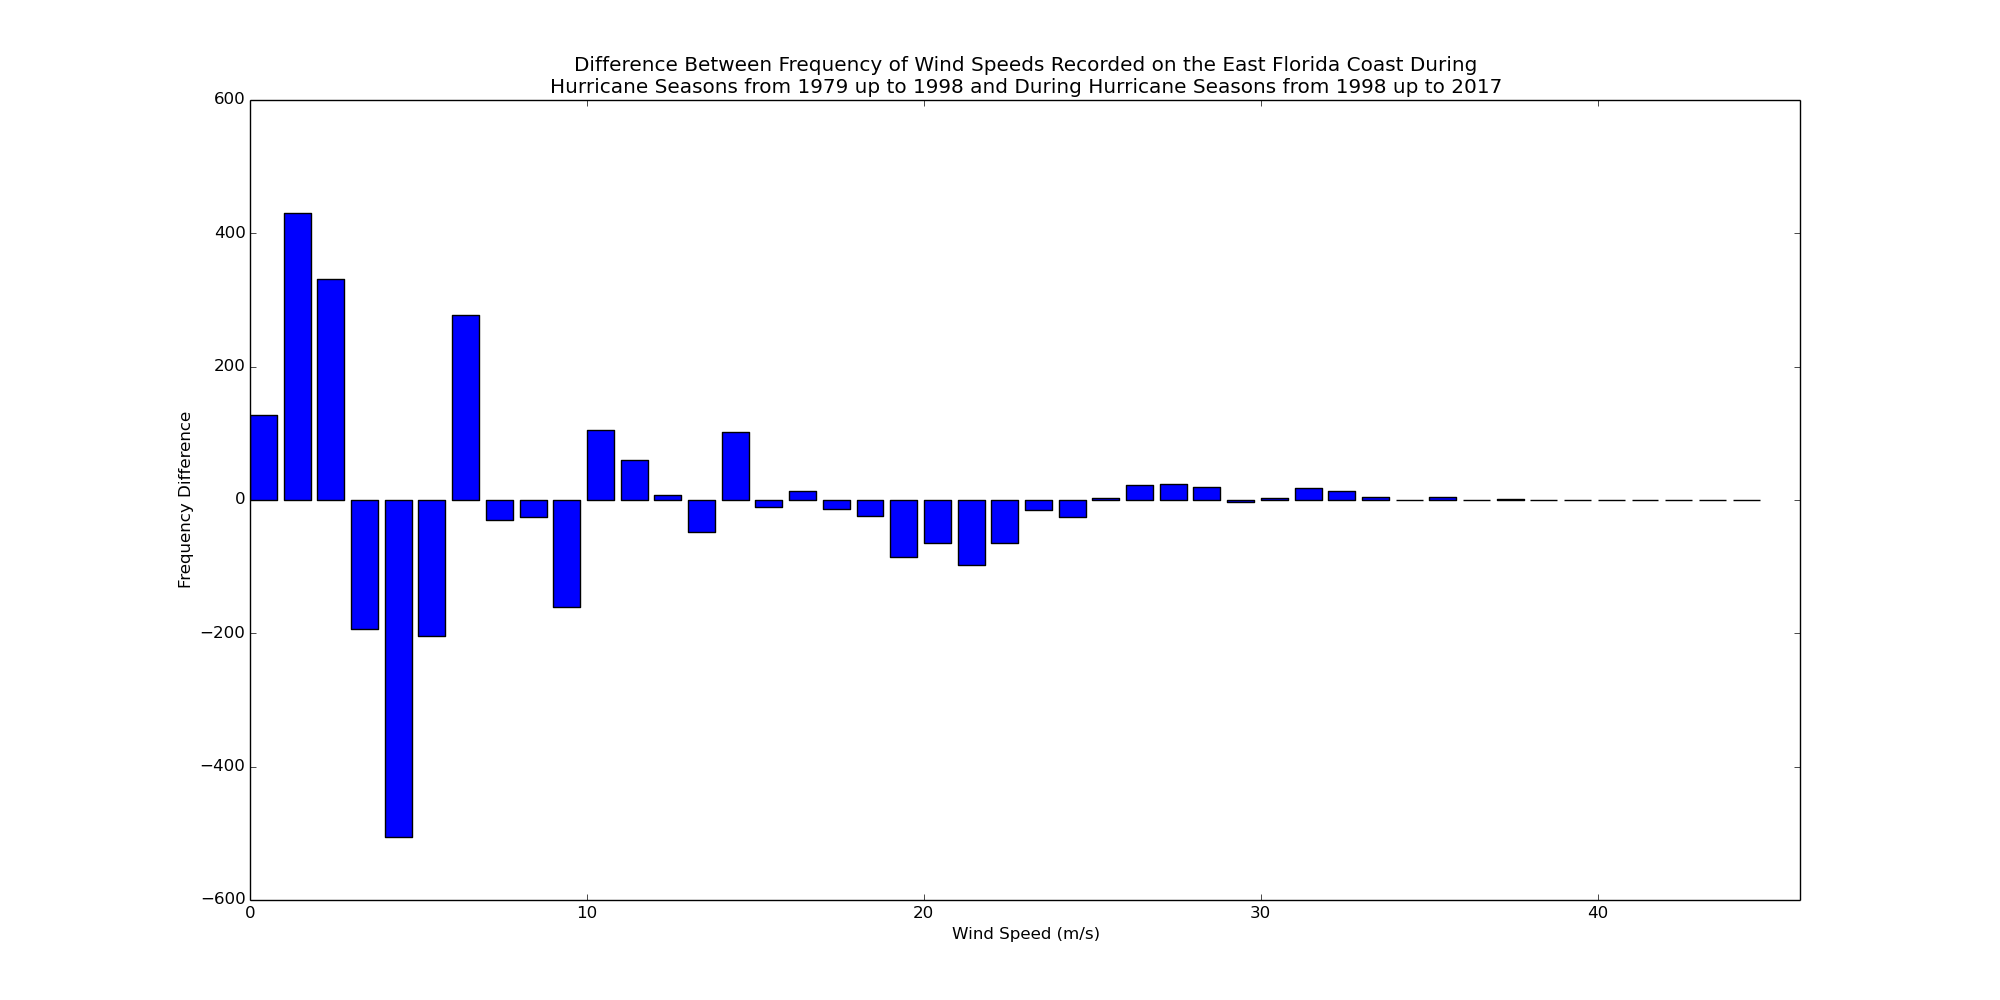 Difference Between Frequency of Wind Speeds Recorded on the East Florida Coast During
Hurricane Seasons from 1979 up to 1998 and During Hurricane Seasons from 1998 up to 2017
600
400
200
0
−200
−400
−600
Frequency Difference
0 10 20 30 40
Wind Speed (m/s)